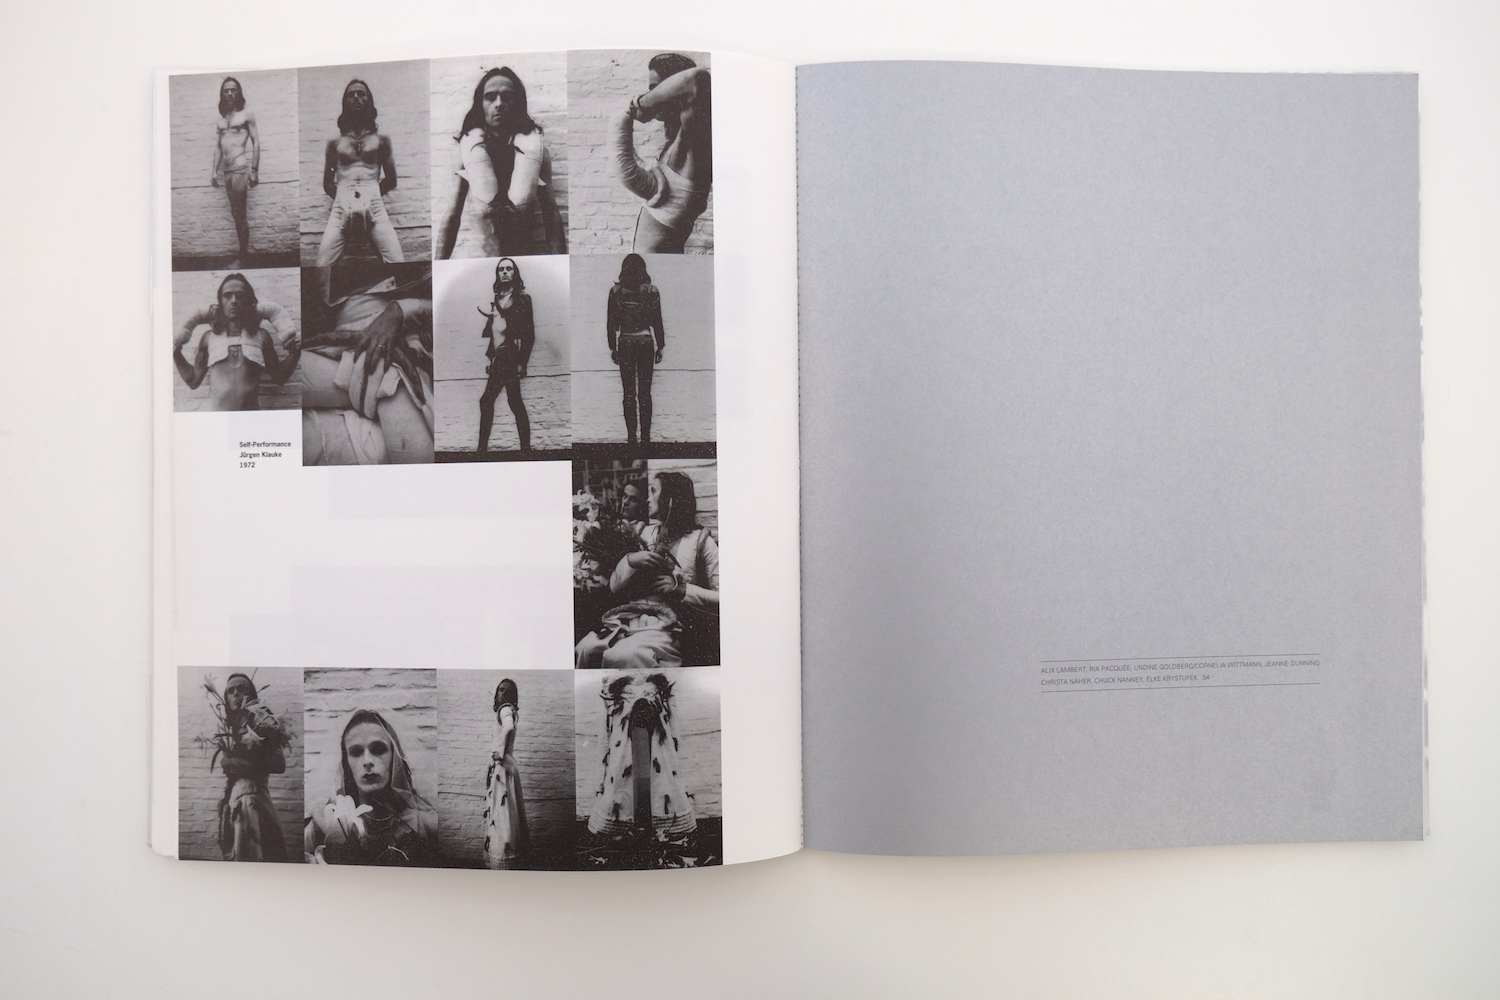 Self-Performance
Jürgen Klauke
1972
ALIX LAMBERT, RIA PACQUÉE, UNDINE GOLDBERG/CORNELIA WITTMANN, JEANNE DUNNING
CHRISTA NÄHER, CHUCK NANNEY, ELKE KRYSTUFEK 54